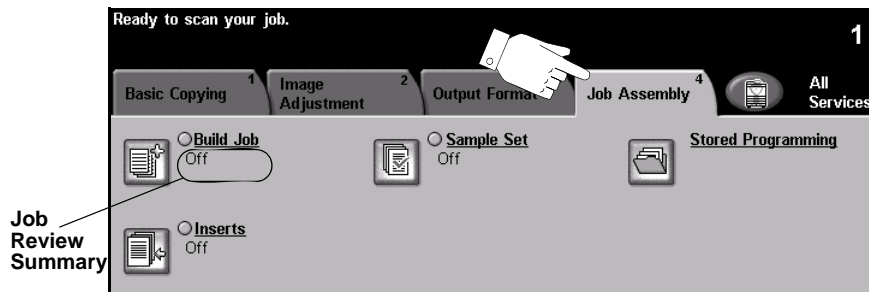 Ready to scan your job.
1
Basic Copying 1
Image Adjustment 2
Output Format
Job Assembly 4
All Services
Build Job
Off
Sample Set
Off
Stored Programming
Job Review Summary
Inserts
Off